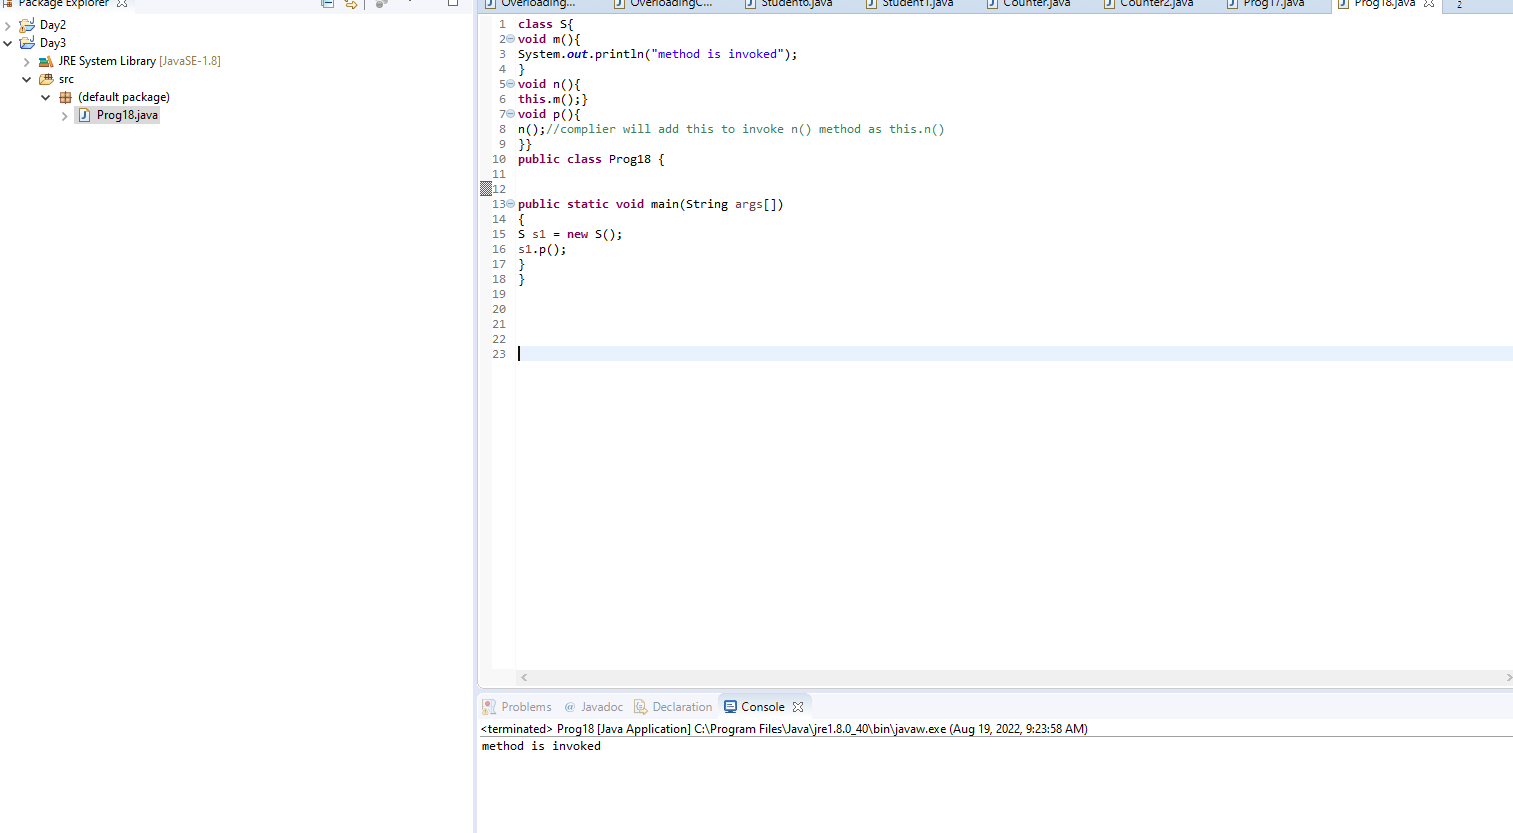 Package Explorer
Day2
Day3
JRE System Library [JavaSE-1.8]
src
(default package)
Prog18.java
Overloading... OverloadingC... Student6.java Student1.java Counter.java Counter2.java Prog17.java Prog18.java 2
1 class S{
2 void m(){
3 System.out.println("method is invoked");
4 }
5 void n(){
6 this.m();}
7 void p(){
8 n();//complier will add this to invoke n() method as this.n()
9 }}
10 public class Prog18 {
11
12
13 public static void main(String args[])
14 {
15 S s1 = new S();
16 s1.p();
17 }
18 }
19
20
21
22
23
Problems @ Javadoc Declaration Console
<terminated> Prog18 [Java Application] C:\Program Files\Java\jre1.8.0_40\bin\javaw.exe (Aug 19, 2022, 9:23:58 AM)
method is invoked